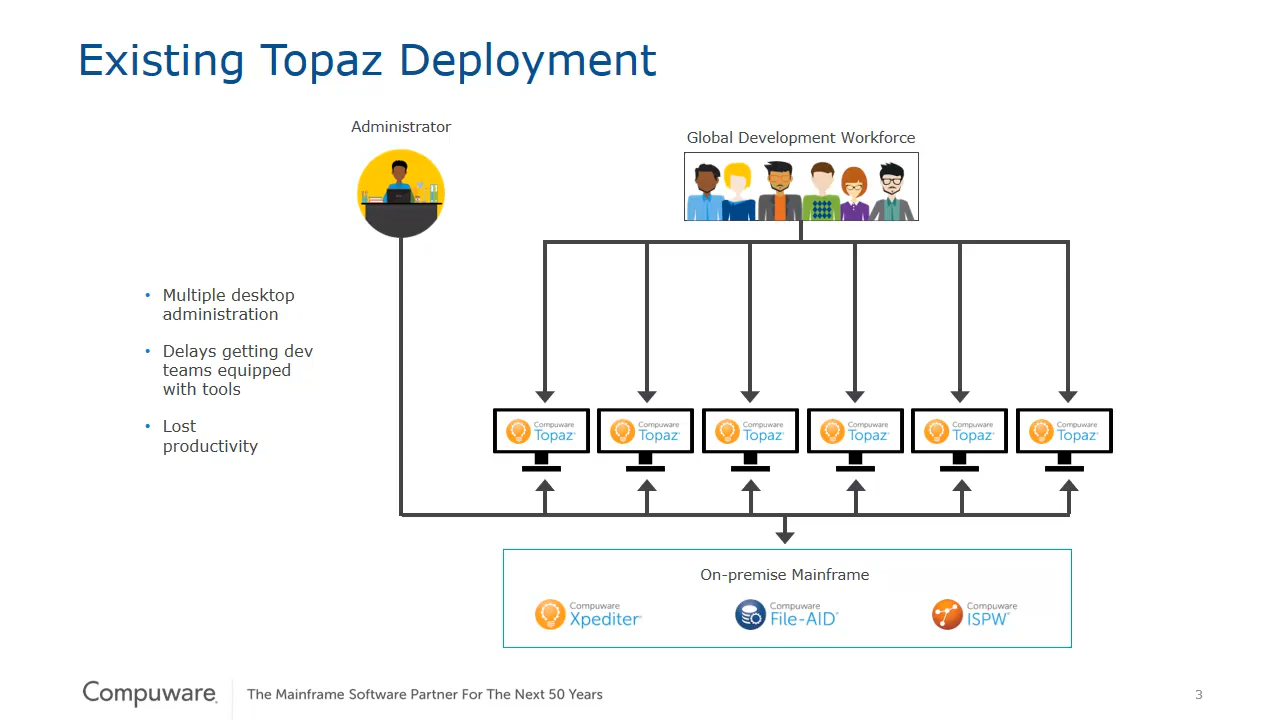 Existing Topaz Deployment
Administrator
Global Development Workforce
• Multiple desktop
administration
• Delays getting dev
teams equipped
with tools
• Lost
productivity
Compuware
Topaz®
Compuware
Topaz®
Compuware
Topaz®
Compuware
Topaz®
Compuware
Topaz®
Compuware
Topaz®
On-premise Mainframe
Compuware
Xpediter™
Compuware
File-AID®
Compuware
ISPW®
Compuware. The Mainframe Software Partner For The Next 50 Years
3